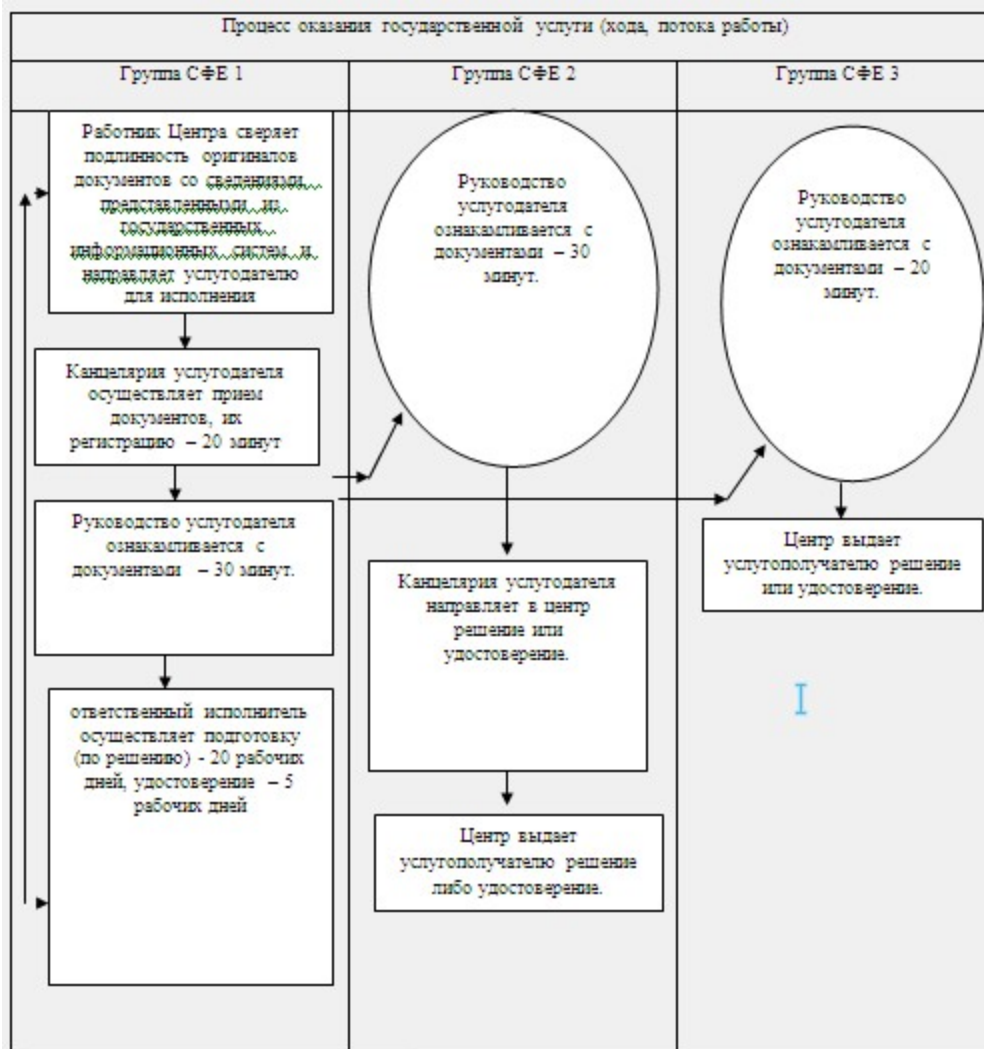 Процесс оказания государственной услуги (хода, потока работы)
Группа СФЕ 1
Группа СФЕ 2
Группа СФЕ 3
Работник Центра сверяет
подлинность оригиналов
документов со сведениями,
представленными из
государственных
информационных систем и
направляет услугодателю
для исполнения
Канцелярия услугодателя
осуществляет прием
документов, их
регистрацию – 20 минут
Руководство услугодателя
ознакамливается с
документами – 30 минут.
ответственный исполнитель
осуществляет подготовку
(по решению) - 20 рабочих
дней, удостоверение – 5
рабочих дней
Руководство
услугодателя
ознакамливается с
документами – 30
минут.
Канцелярия услугодателя
направляет в центр
решение или
удостоверение.
Центр выдает
услугополучателю решение
либо удостоверение.
Руководство
услугодателя
ознакамливается с
документами – 20
минут.
Центр выдает
услугополучателю решение
или удостоверение.